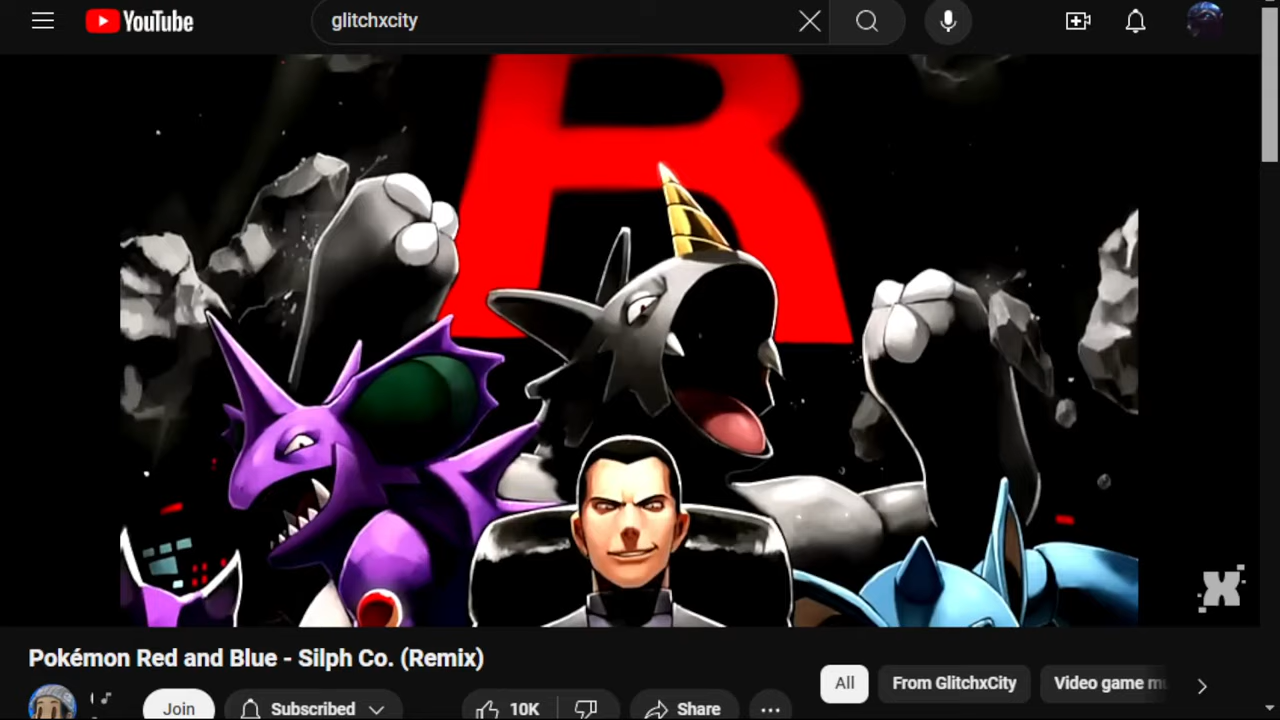 YouTube
glitchxcity
R
Pokémon Red and Blue - Silph Co. (Remix)
All
From GlitchxCity
Video game
Join
Subscribed
10K
Share